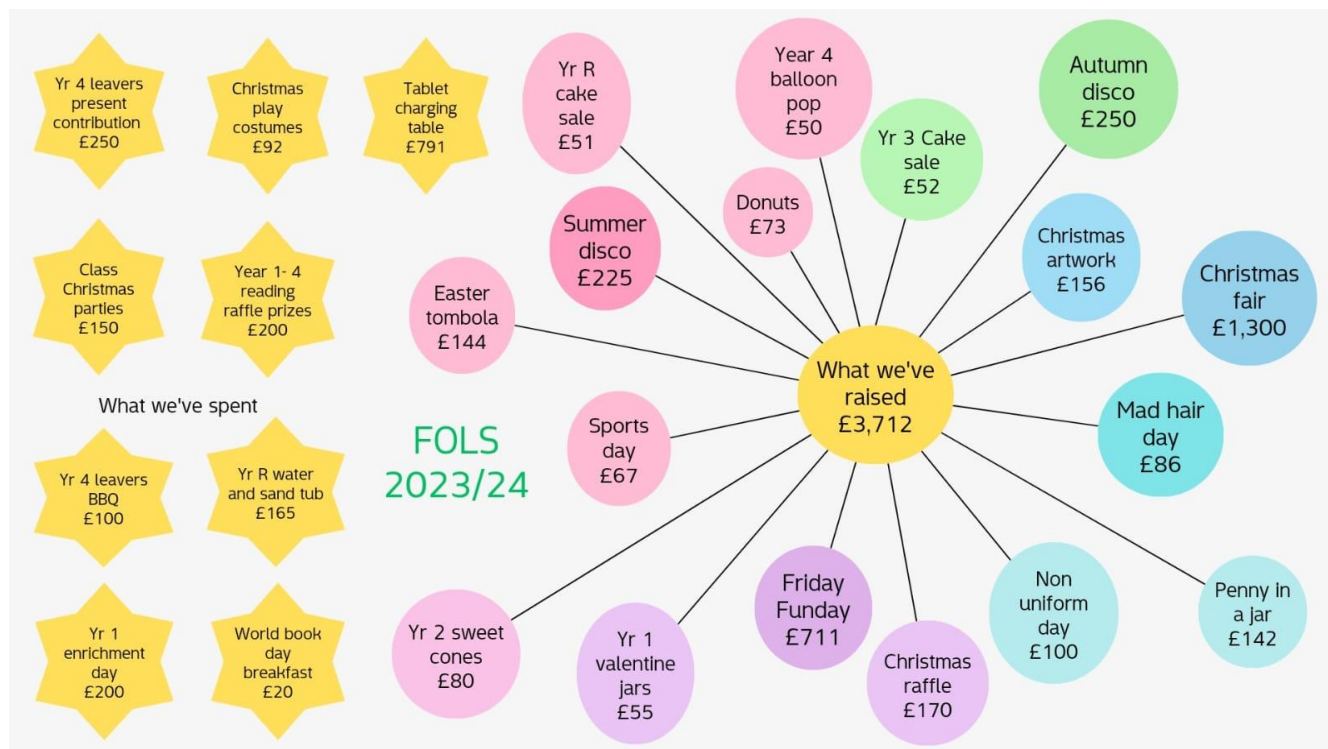 Yr 4 leavers
present
contribution
£250
Christmas
play
costumes
£92
Tablet
charging
table
£791
Class
Christmas
parties
£150
Year 1- 4
reading
raffle prizes
£200
What we've spent
Yr 4 leavers
BBQ
£100
Yr R water
and sand tub
£165
Yr 1
enrichment
day
£200
World book
day
breakfast
£20
FOLS
2023/24
Yr R
cake
sale
£51
Year 4
balloon
pop
£50
Yr 3 Cake
sale
£52
Autumn
disco
£250
Summer
disco
£225
Donuts
£73
Christmas
artwork
£156
Christmas
fair
£1,300
Easter
tombola
£144
What we've
raised
£3,712
Sports
day
£67
Mad hair
day
£86
Yr 2 sweet
cones
£80
Yr 1
valentine
jars
£55
Friday
Funday
£711
Christmas
raffle
£170
Non
uniform
day
£100
Penny in
a jar
£142